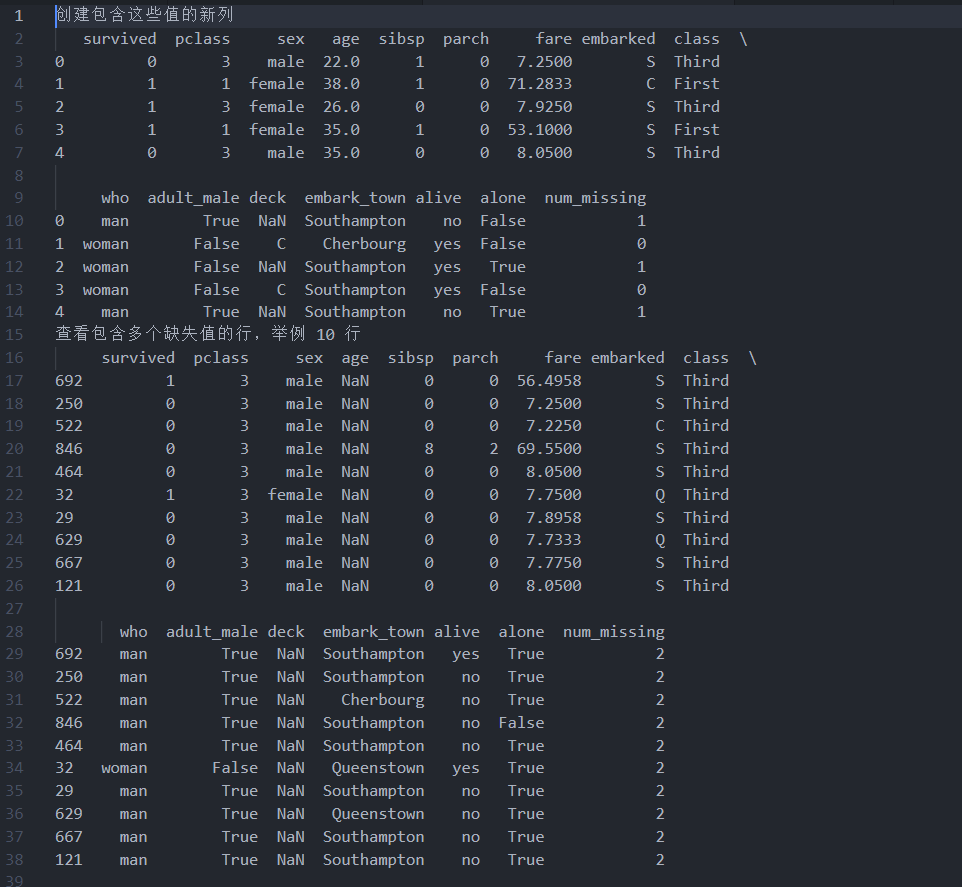 1 创建包含这些值的新列
2    survived  pclass     sex   age  sibsp  parch     fare embarked  class  \
3 0         0       3    male  22.0      1      0   7.2500        S  Third
4 1         1       1  female  38.0      1      0  71.2833        C  First
5 2         1       3  female  26.0      0      0   7.9250        S  Third
6 3         1       1  female  35.0      1      0  53.1000        S  First
7 4         0       3    male  35.0      0      0   8.0500        S  Third
8
9      who  adult_male deck  embark_town alive  alone  num_missing
10 0    man        True  NaN  Southampton    no  False            1
11 1  woman       False    C    Cherbourg   yes  False            0
12 2  woman       False  NaN  Southampton   yes   True            1
13 3  woman       False    C  Southampton   yes  False            0
14 4    man        True  NaN  Southampton    no   True            1
15 查看包含多个缺失值的行，举例 10 行
16      survived  pclass     sex  age  sibsp  parch     fare embarked  class  \
17 692         1       3    male  NaN      0      0  56.4958        S  Third
18 250         0       3    male  NaN      0      0   7.2500        S  Third
19 522         0       3    male  NaN      0      0   7.2250        C  Third
20 846         0       3    male  NaN      8      2  69.5500        S  Third
21 464         0       3    male  NaN      0      0   8.0500        S  Third
22 32          1       3  female  NaN      0      0   7.7500        Q  Third
23 29          0       3    male  NaN      0      0   7.8958        S  Third
24 629         0       3    male  NaN      0      0   7.7333        Q  Third
25 667         0       3    male  NaN      0      0   7.7750        S  Third
26 121         0       3    male  NaN      0      0   8.0500        S  Third
27
28        who  adult_male deck  embark_town alive  alone  num_missing
29 692    man        True  NaN  Southampton   yes   True            2
30 250    man        True  NaN  Southampton    no   True            2
31 522    man        True  NaN    Cherbourg    no   True            2
32 846    man        True  NaN  Southampton    no  False            2
33 464    man        True  NaN  Southampton    no   True            2
34 32   woman       False  NaN   Queenstown   yes   True            2
35 29     man        True  NaN  Southampton    no   True            2
36 629    man        True  NaN   Queenstown    no   True            2
37 667    man        True  NaN  Southampton    no   True            2
38 121    man        True  NaN  Southampton    no   True            2
39